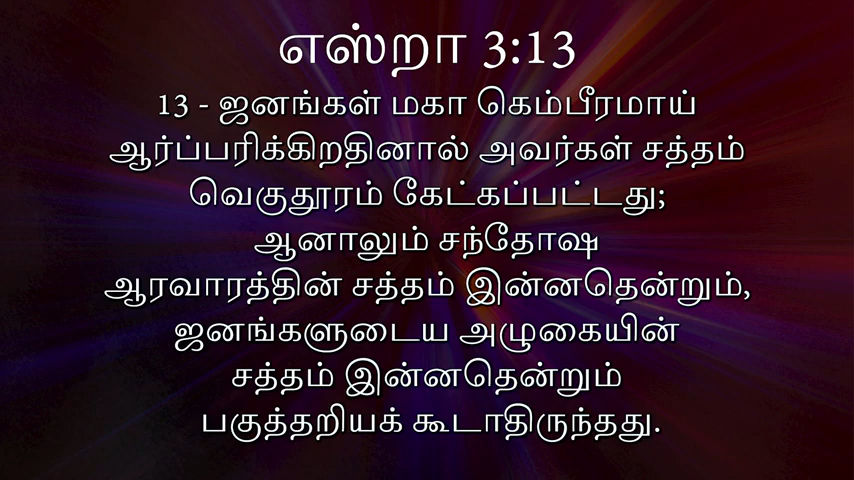 எஸ்றா 3:13
13 - ஜனங்கள் மகா கெம்பீரமாய்
ஆர்ப்பரிக்கிறதினால் அவர்கள் சத்தம்
வெகுதூரம் கேட்கப்பட்டது;
ஆனாலும் சந்தோஷ
ஆரவாரத்தின் சத்தம் இன்னதென்றும்,
ஜனங்களுடைய அழுகையின்
சத்தம் இன்னதென்றும்
பகுத்தறியக் கூடாதிருந்தது.